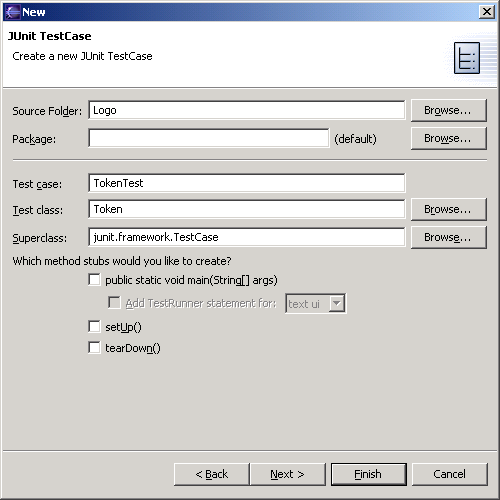 New
JUnit TestCase
Create a new JUnit TestCase
Source Folder: Logo Browse...
Package: (default) Browse...
Test case: TokenTest
Test class: Token Browse...
Superclass: junit.framework.TestCase Browse...
Which method stubs would you like to create?
public static void main(String[] args)
Add TestRunner statement for: text ui
setUp()
tearDown()
< Back Next > Finish Cancel